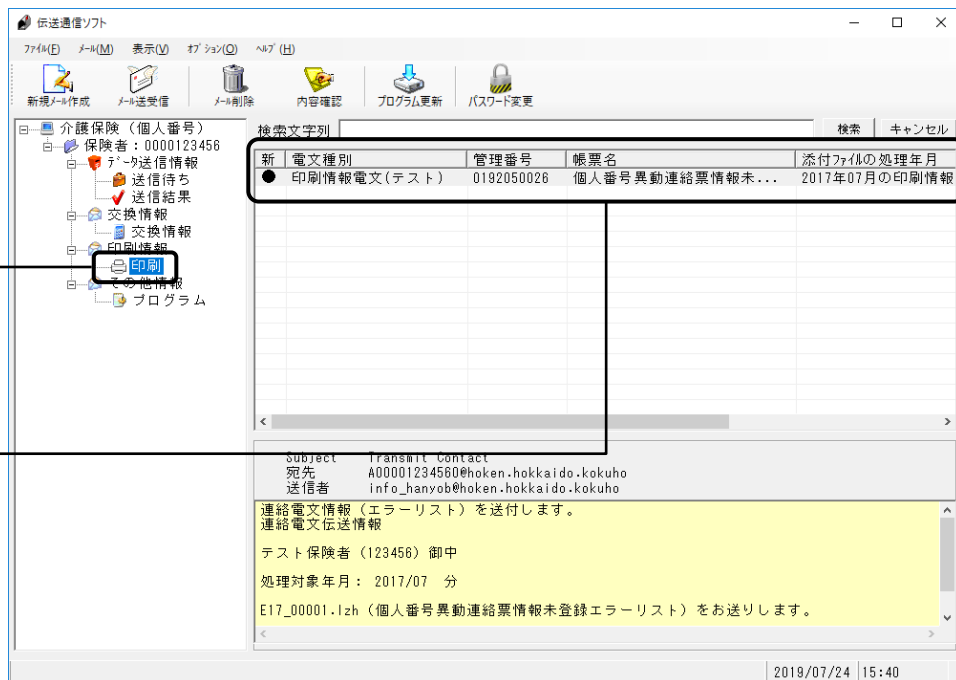 伝送通信ソフト
ﾌｧｲﾙ(F) ﾒｰﾙ(M) 表示(V) ｵﾌﾟｼｮﾝ(O) ﾍﾙﾌﾟ(H)
新規ﾒｰﾙ作成 ﾒｰﾙ送受信 ﾒｰﾙ削除 内容確認 ﾌﾟﾛｸﾞﾗﾑ更新 ﾊﾟｽﾜｰﾄﾞ変更
介護保険（個人番号）
保険者：0000123456
ﾃﾞｰﾀ送信情報
送信待ち
送信結果
交換情報
交換情報
印刷情報
印刷
その他情報
プログラム
検索文字列 検索 キャンセル
新 電文種別 管理番号 帳票名 添付ﾌｧｲﾙの処理年月
● 印刷情報電文(テスト) 0192050026 個人番号異動連絡票情報未... 2017年07月の印刷情報
Subject Transmit Contact
宛先 A00001234560@hoken.hokkaido.kokuho
送信者 info_hanyob@hoken.hokkaido.kokuho
連絡電文情報（エラーリスト）を送付します。
連絡電文伝送情報
テスト保険者（123456）御中
処理対象年月： 2017/07 分
E17_00001.lzh（個人番号異動連絡票情報未登録エラーリスト）をお送りします。
2019/07/24 15:40